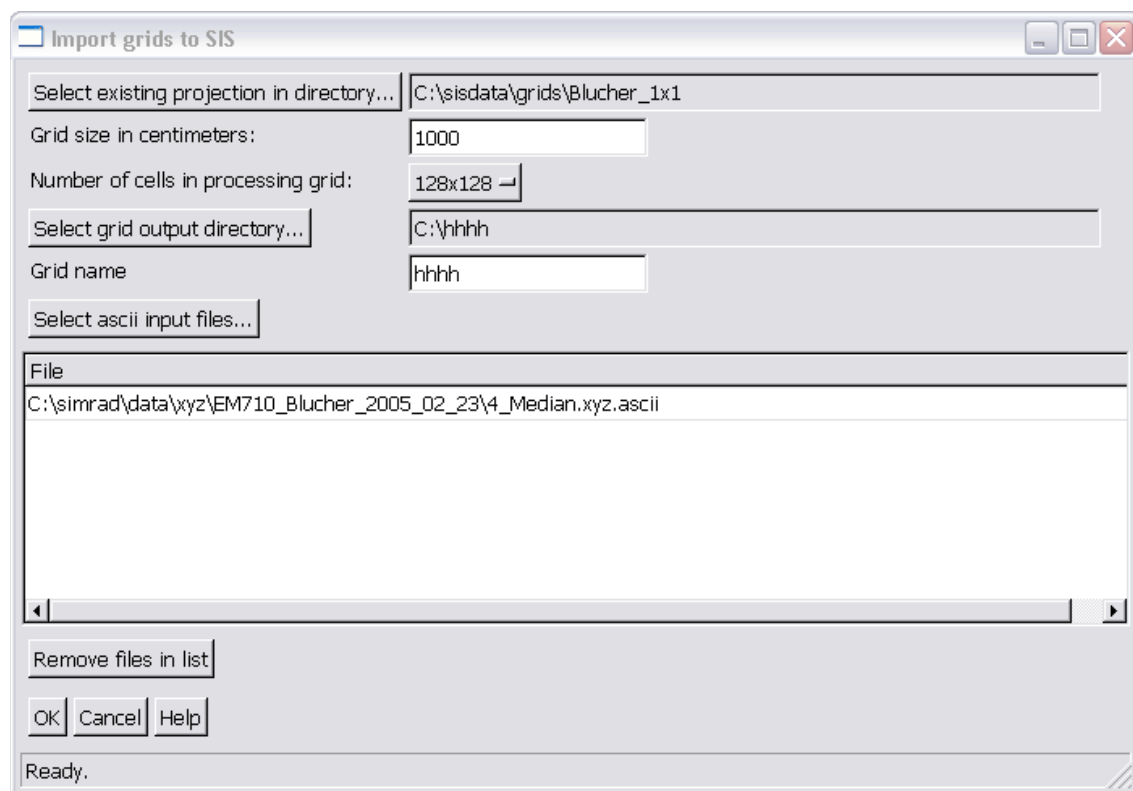 Import grids to SIS
Select existing projection in directory... C:\sisdata\grids\Blucher_1x1
Grid size in centimeters: 1000
Number of cells in processing grid: 128x128
Select grid output directory... C:\hhhh
Grid name hhhh
Select ascii input files...
File
C:\simrad\data\xyz\EM710_Blucher_2005_02_23\4_Median.xyz.ascii
Remove files in list
OK Cancel Help
Ready.